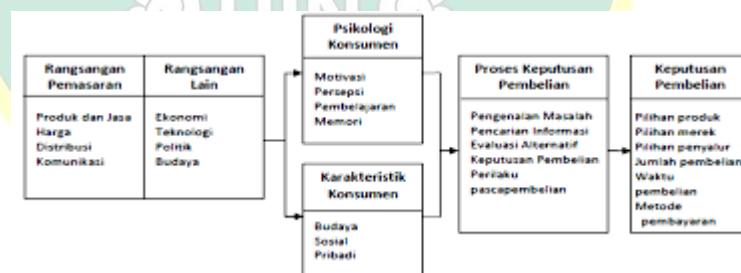 Rangsangan
Pemasaran
Produk dan Jasa
Harga
Distribusi
Komunikasi
Rangsangan
Lain
Ekonomi
Teknologi
Politik
Budaya
Psikologi
Konsumen
Motivasi
Persepsi
Pembelajaran
Memori
Karakteristik
Konsumen
Budaya
Sosial
Pribadi
Proses Keputusan
Pembelian
Pengenalan Masalah
Pencarian Informasi
Evaluasi Alternatif
Keputusan Pembelian
Perilaku
pascapembelian
Keputusan
Pembelian
Pilihan produk
Pilihan merek
Pilihan penyalur
Jumlah pembelian
Waktu
pembelian
Metode
pembayaran